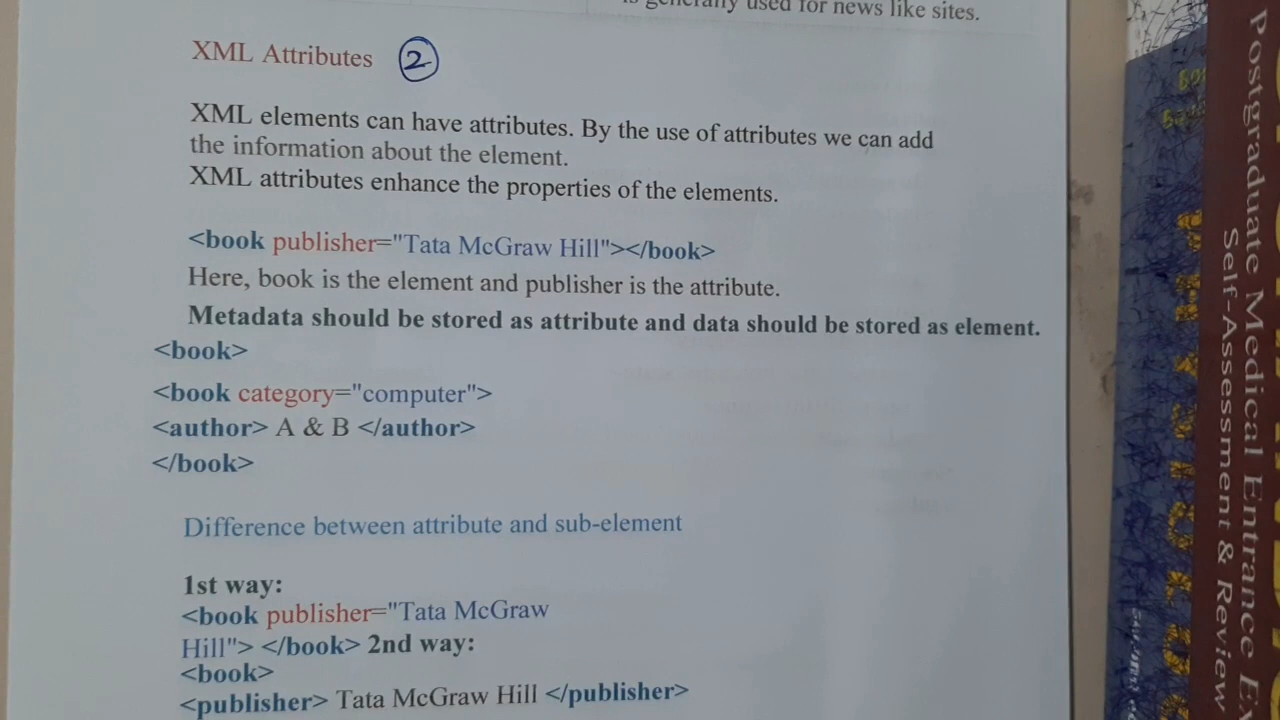 is generally used for news like sites.
XML Attributes 2
XML elements can have attributes. By the use of attributes we can add
the information about the element.
XML attributes enhance the properties of the elements.
<book publisher="Tata McGraw Hill"></book>
Here, book is the element and publisher is the attribute.
Metadata should be stored as attribute and data should be stored as element.
<book>
<book category="computer">
<author> A & B </author>
</book>
Difference between attribute and sub-element
1st way:
<book publisher="Tata McGraw
Hill"> </book> 2nd way:
<book>
<publisher> Tata McGraw Hill </publisher>
Postgraduate Medical Entrance
Self-Assessment & Review